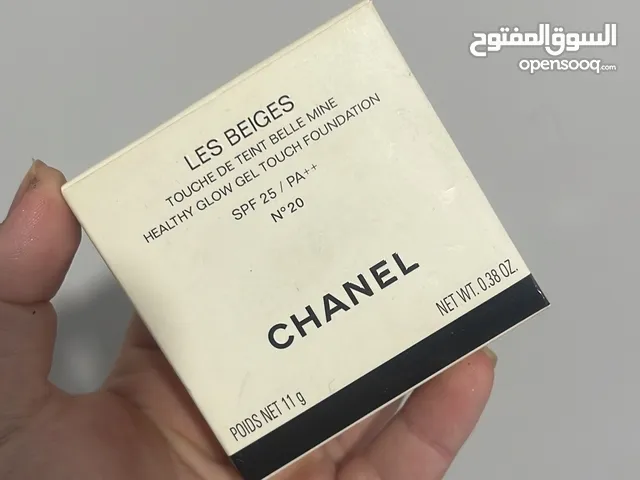 السوق المفتوح
opensooq.com
LES BEIGES
TOUCHE DE TEINT BELLE MINE
HEALTHY GLOW GEL TOUCH FOUNDATION
SPF 25 / PA++
N°20
CHANEL
POIDS NET 11 g
NET WT. 0.38 OZ.